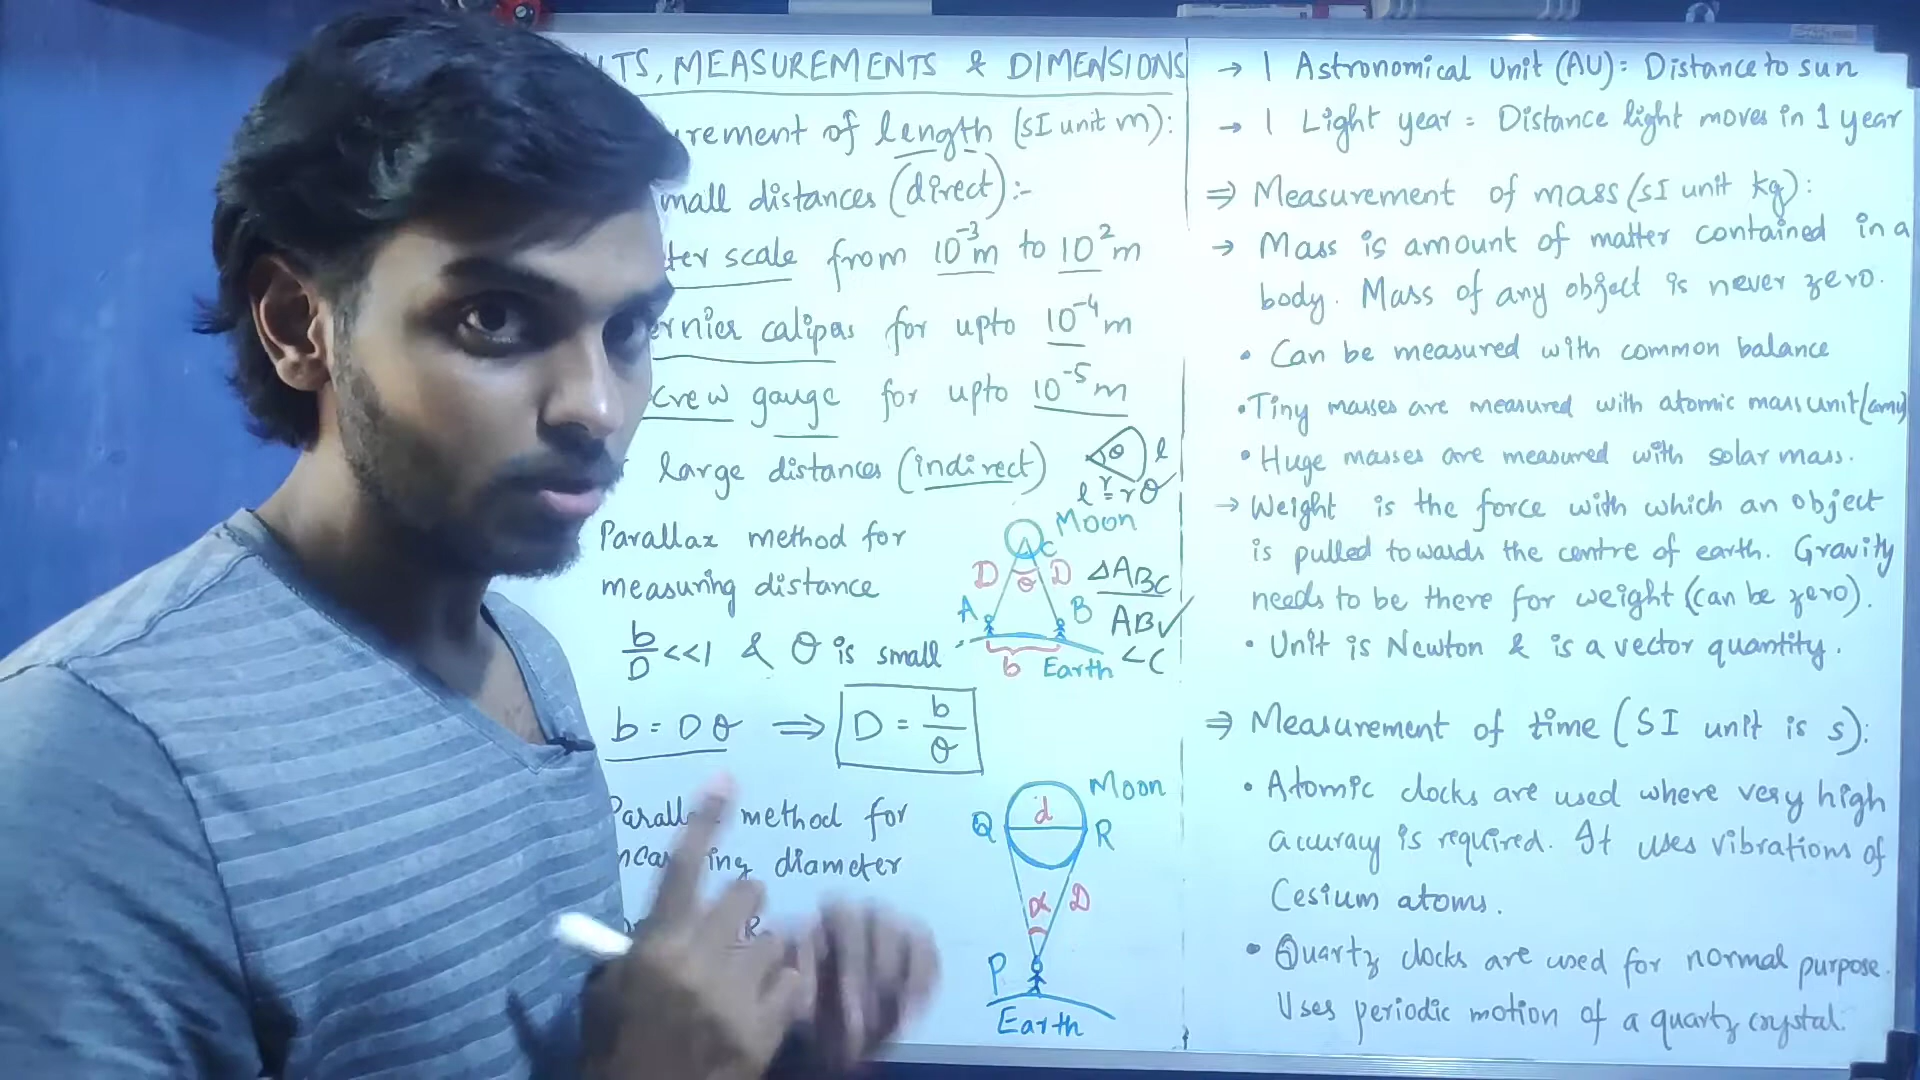 ITS, MEASUREMENTS & DIMENSIONS
rement of length (SI unit m):
mall distances (direct):-
ter scale from 10⁻³m to 10² m
ernier calipers for upto 10⁻⁴ m
crew gauge for upto 10⁻⁵ m
large distances (indirect)
θ
l
r
l = rθ
Parallax method for
measuring distance
b/D <<1 & θ is small
b = Dθ ⇒ D = b/θ
Moon
C
D θ D
A B
b Earth
ΔABC
AB✓
<C
Parallax method for
ing diameter
Moon
Q d R
α D
P
Earth
→ 1 Astronomical Unit (AU): Distance to sun
→ 1 Light year = Distance light moves in 1 year
⇒ Measurement of mass (SI unit kg):
→ Mass is amount of matter contained in a
body. Mass of any object is never zero.
• Can be measured with common balance
• Tiny masses are measured with atomic mass unit (amu)
• Huge masses are measured with solar mass.
→ Weight is the force with which an object
is pulled towards the centre of earth. Gravity
needs to be there for weight (can be zero).
• Unit is Newton & is a vector quantity.
⇒ Measurement of time (SI unit is s):
• Atomic clocks are used where very high
accuracy is required. It uses vibrations of
Cesium atoms.
• Quartz clocks are used for normal purpose.
Uses periodic motion of a quartz crystal.